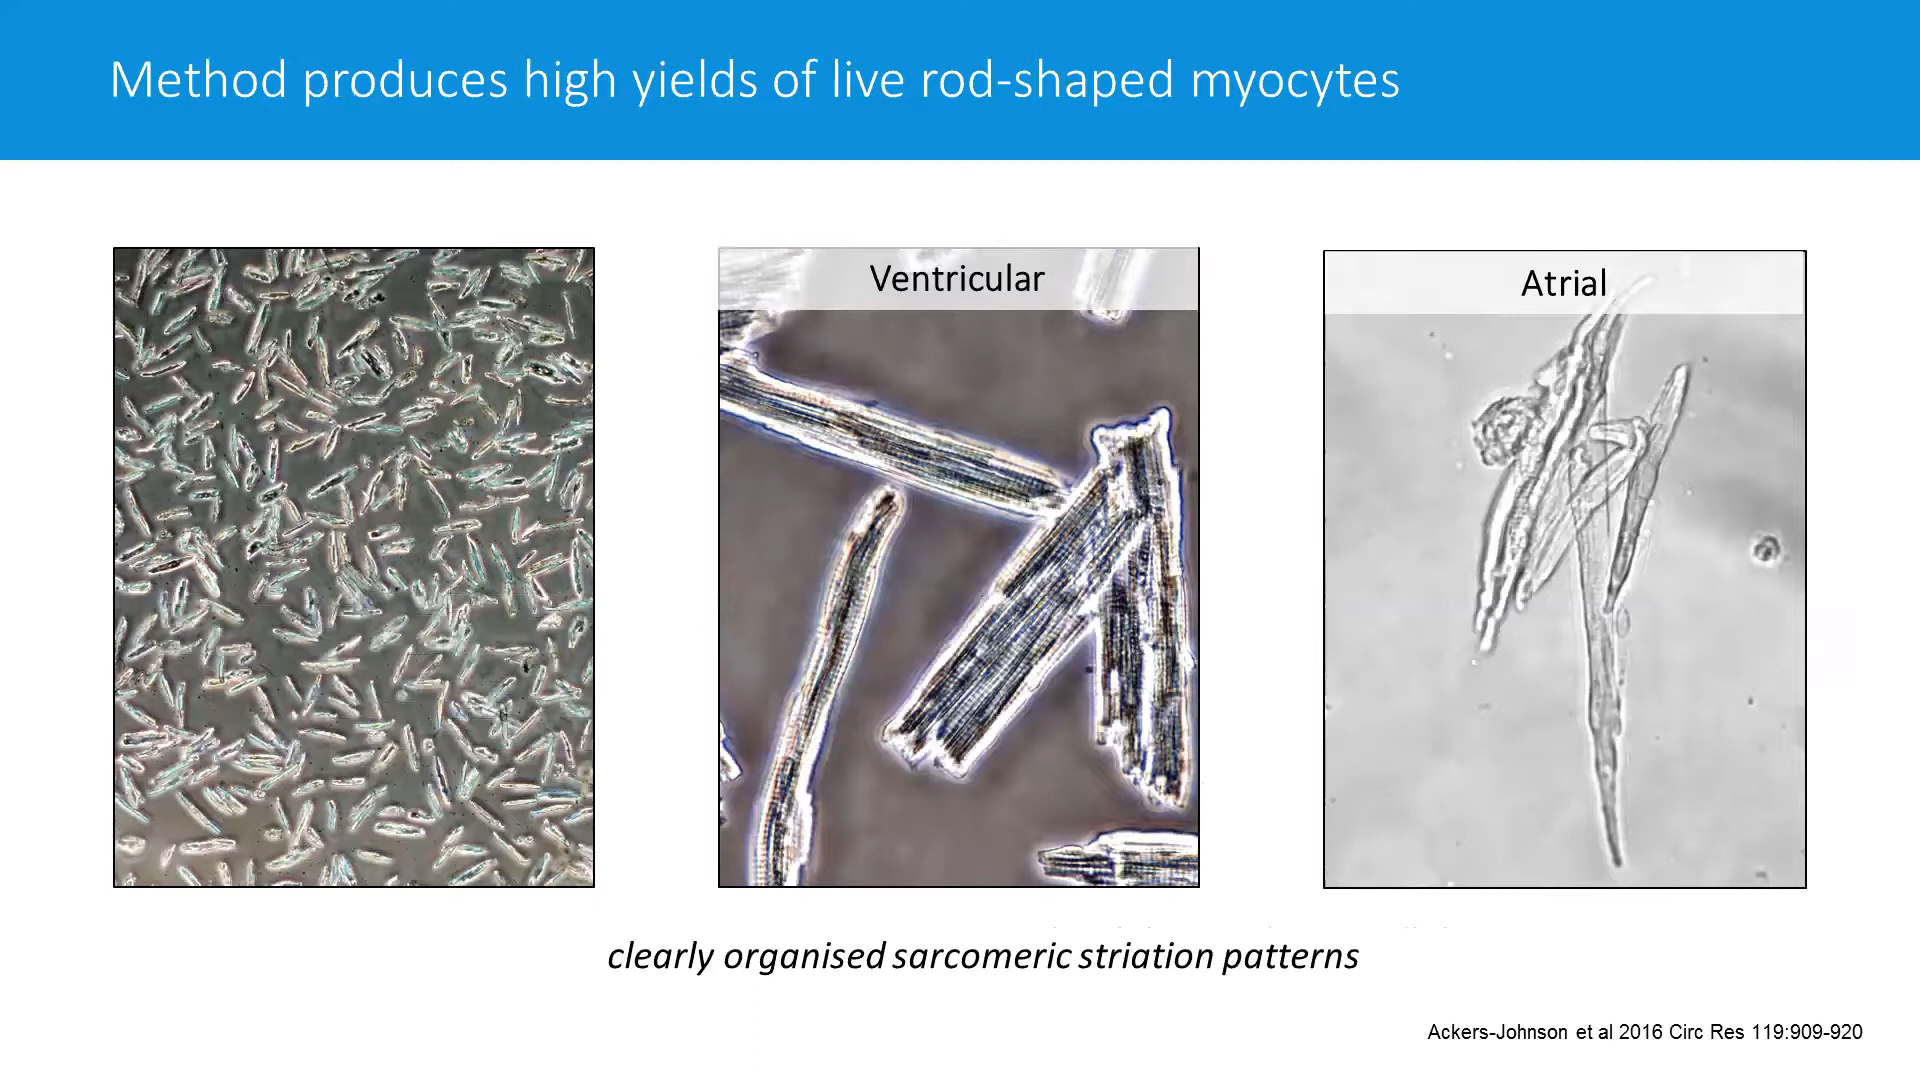 Method produces high yields of live rod-shaped myocytes
Ventricular
Atrial
clearly organised sarcomeric striation patterns
Ackers-Johnson et al 2016 Circ Res 119:909-920